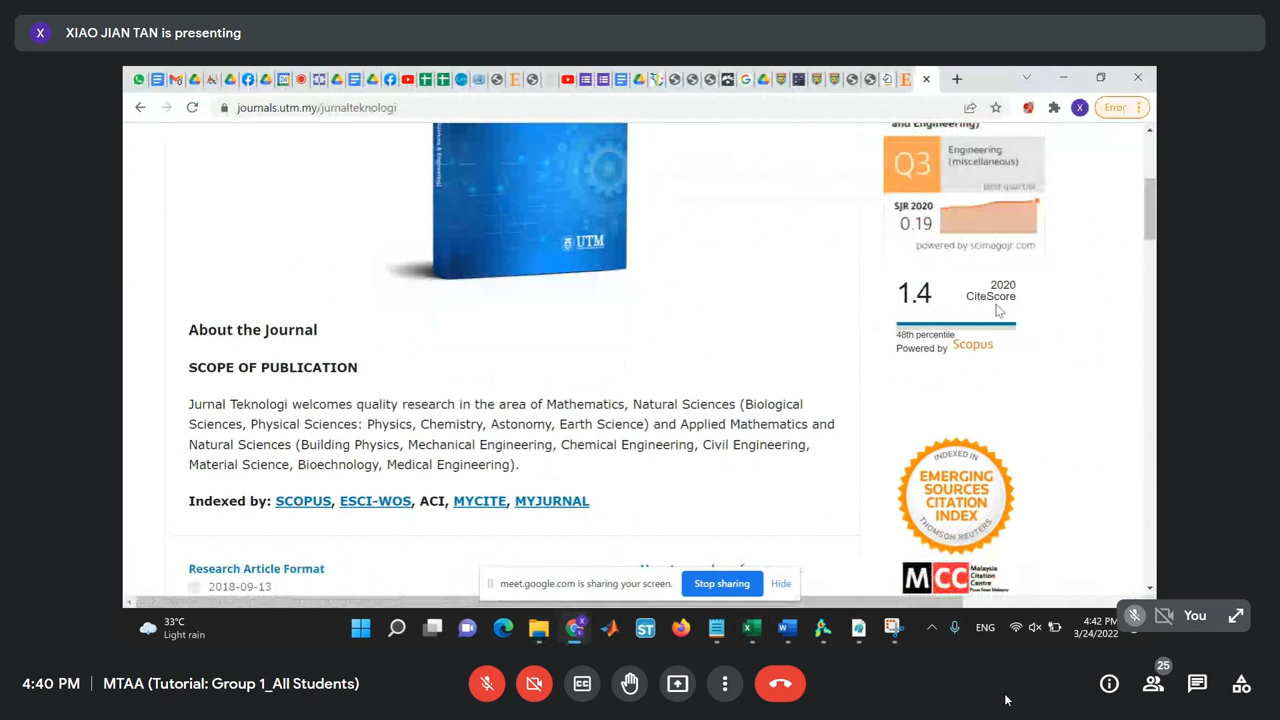 X
XIAO JIAN TAN is presenting
journals.utm.my/jurnalteknologi
X
Error
and Engineering)
Q3
Engineering
(miscellaneous)
best quartile
SJR 2020
0.19
powered by scimagojr.com
UTM
1.4
2020
CiteScore
48th percentile
Powered by Scopus
About the Journal
SCOPE OF PUBLICATION
Jurnal Teknologi welcomes quality research in the area of Mathematics, Natural Sciences (Biological
Sciences, Physical Sciences: Physics, Chemistry, Astonomy, Earth Science) and Applied Mathematics and
Natural Sciences (Building Physics, Mechanical Engineering, Chemical Engineering, Civil Engineering,
Material Science, Bioechnology, Medical Engineering).
Indexed by: SCOPUS, ESCI-WOS, ACI, MYCITE, MYJURNAL
INDEXED IN
EMERGING
SOURCES
CITATION
INDEX
THOMSON REUTERS
Research Article Format
2018-09-13
MCC
Malaysia
Citation
Centre
meet.google.com is sharing your screen.
Stop sharing
Hide
33°C
Light rain
ST
ENG
4:42 PM
3/24/2022
You
4:40 PM
MTAA (Tutorial: Group 1_All Students)
25